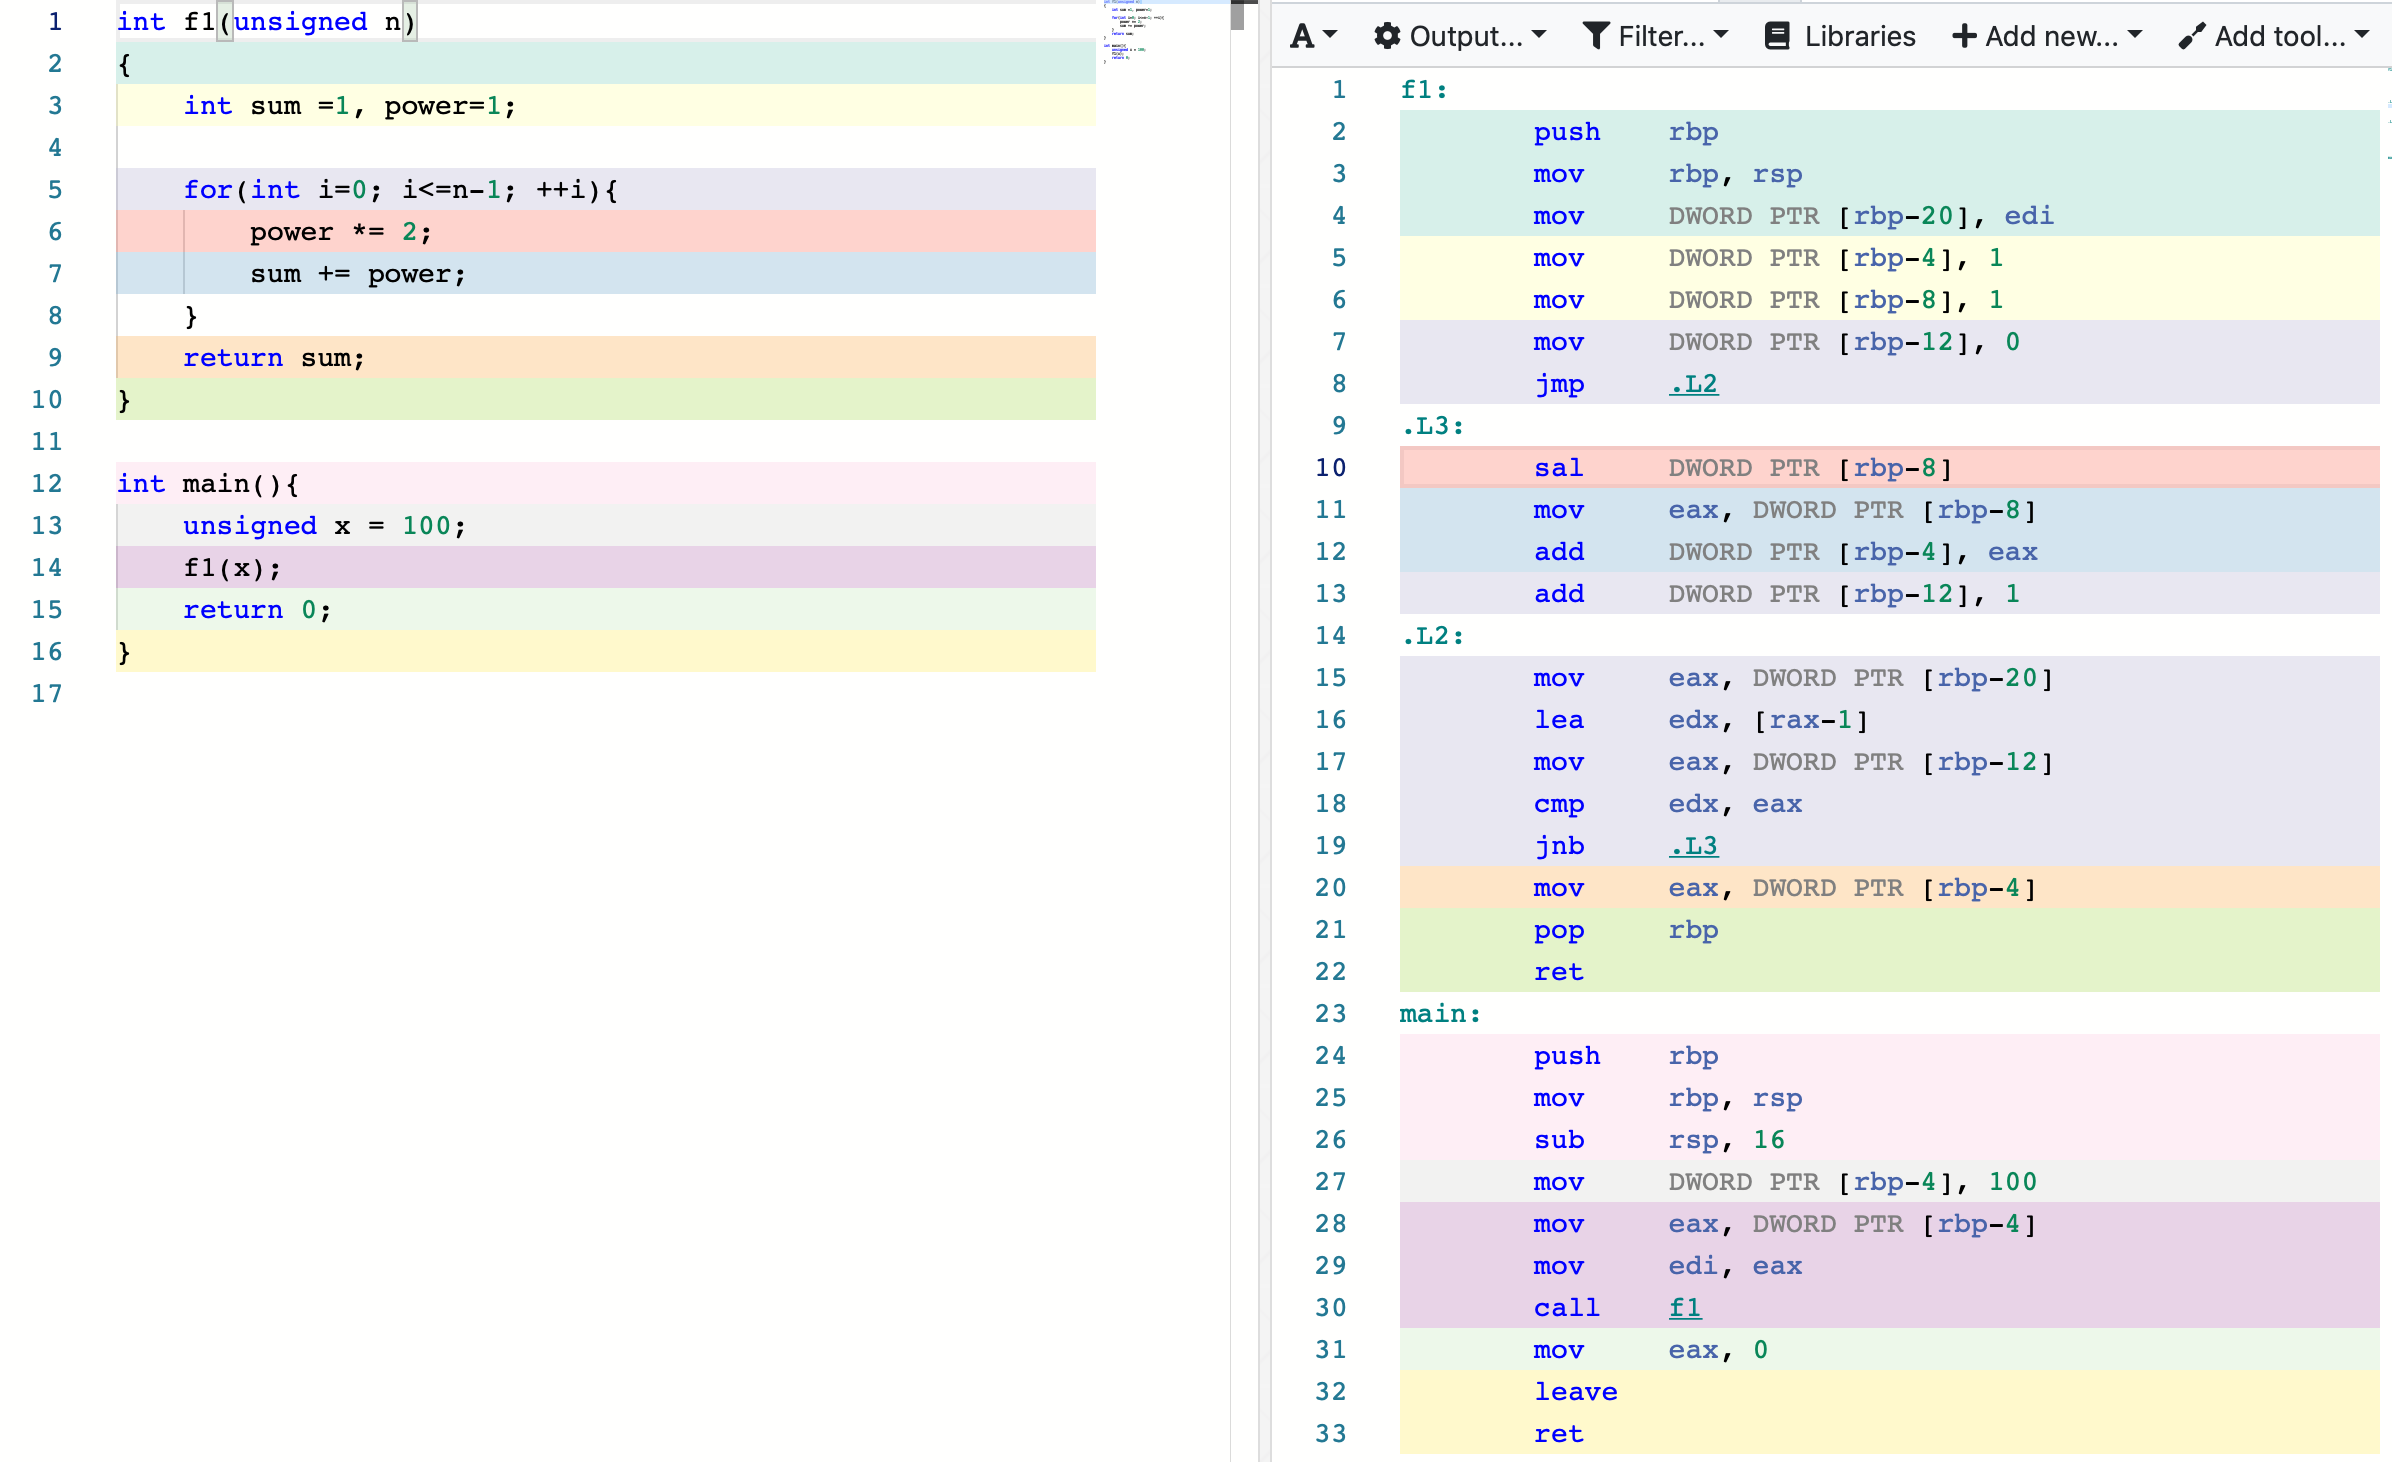 1 int f1(unsigned n)
2 {
3     int sum =1, power=1;
4
5     for(int i=0; i<=n-1; ++i){
6         power *= 2;
7         sum += power;
8     }
9     return sum;
10 }
11
12 int main(){
13     unsigned x = 100;
14     f1(x);
15     return 0;
16 }
17
A Output... Filter... Libraries Add new... Add tool...
1 f1:
2         push    rbp
3         mov     rbp, rsp
4         mov     DWORD PTR [rbp-20], edi
5         mov     DWORD PTR [rbp-4], 1
6         mov     DWORD PTR [rbp-8], 1
7         mov     DWORD PTR [rbp-12], 0
8         jmp     .L2
9 .L3:
10         sal     DWORD PTR [rbp-8]
11         mov     eax, DWORD PTR [rbp-8]
12         add     DWORD PTR [rbp-4], eax
13         add     DWORD PTR [rbp-12], 1
14 .L2:
15         mov     eax, DWORD PTR [rbp-20]
16         lea     edx, [rax-1]
17         mov     eax, DWORD PTR [rbp-12]
18         cmp     edx, eax
19         jnb     .L3
20         mov     eax, DWORD PTR [rbp-4]
21         pop     rbp
22         ret
23 main:
24         push    rbp
25         mov     rbp, rsp
26         sub     rsp, 16
27         mov     DWORD PTR [rbp-4], 100
28         mov     eax, DWORD PTR [rbp-4]
29         mov     edi, eax
30         call    f1
31         mov     eax, 0
32         leave
33         ret